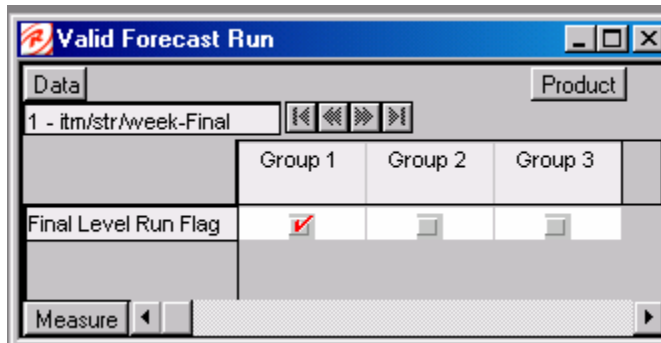 Valid Forecast Run
Data Product
1 - itm/str/week-Final
Group 1 Group 2 Group 3
Final Level Run Flag
Measure